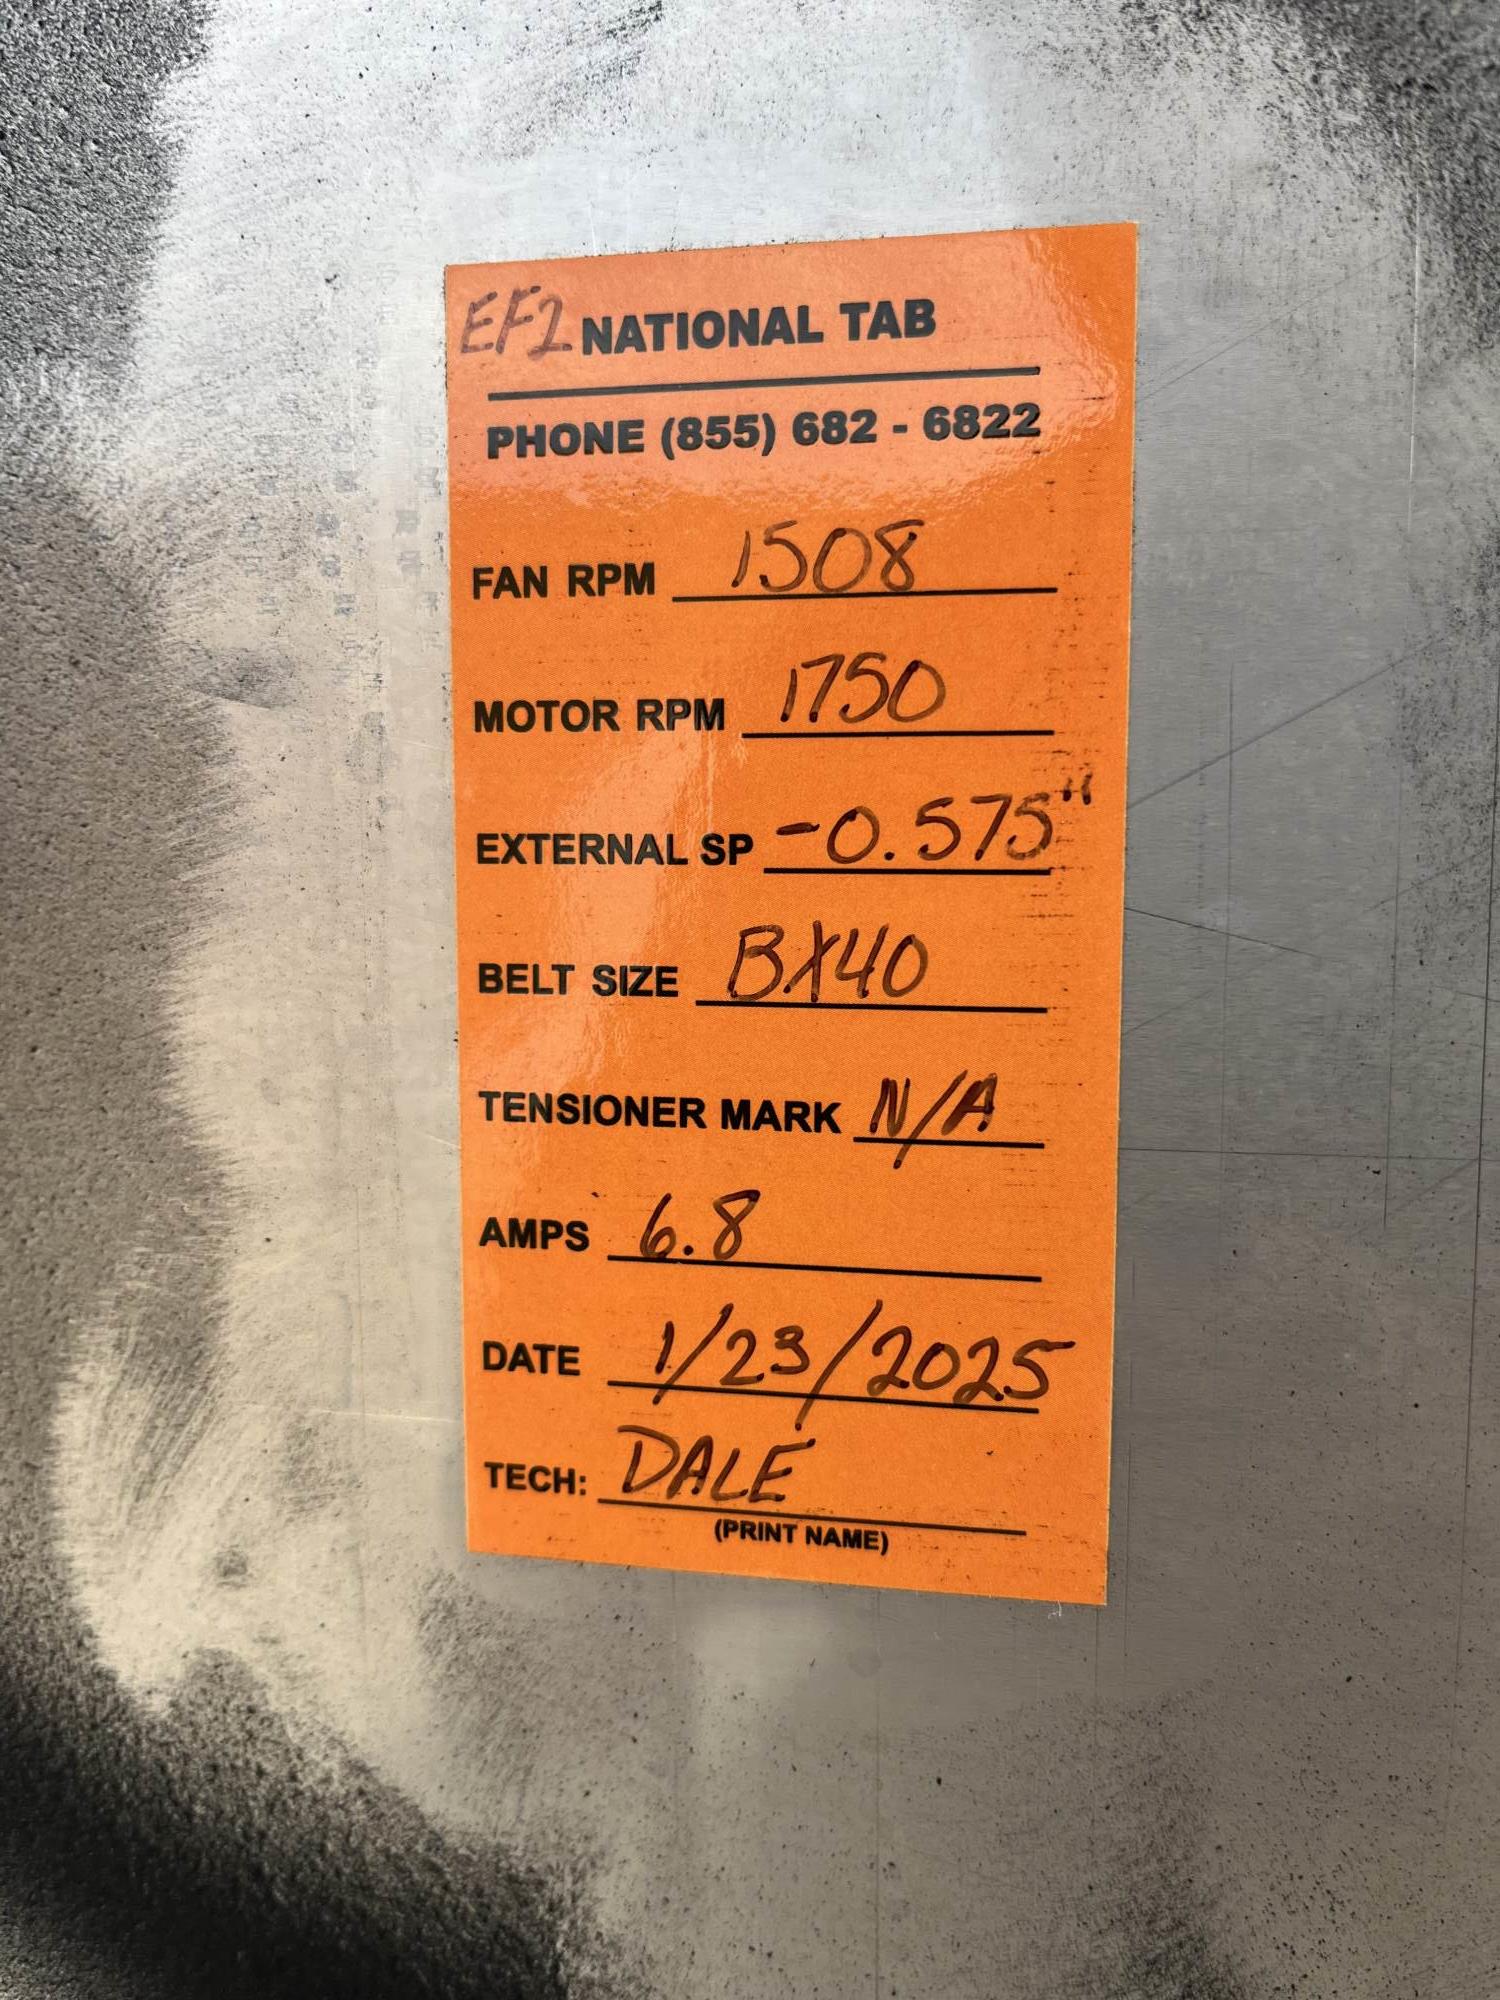 EF2 NATIONAL TAB
PHONE (855) 682 - 6822
FAN RPM 1508
MOTOR RPM 1750
EXTERNAL SP -0.575"
BELT SIZE BX40
TENSIONER MARK N/A
AMPS 6.8
DATE 1/23/2025
TECH: DALE
(PRINT NAME)